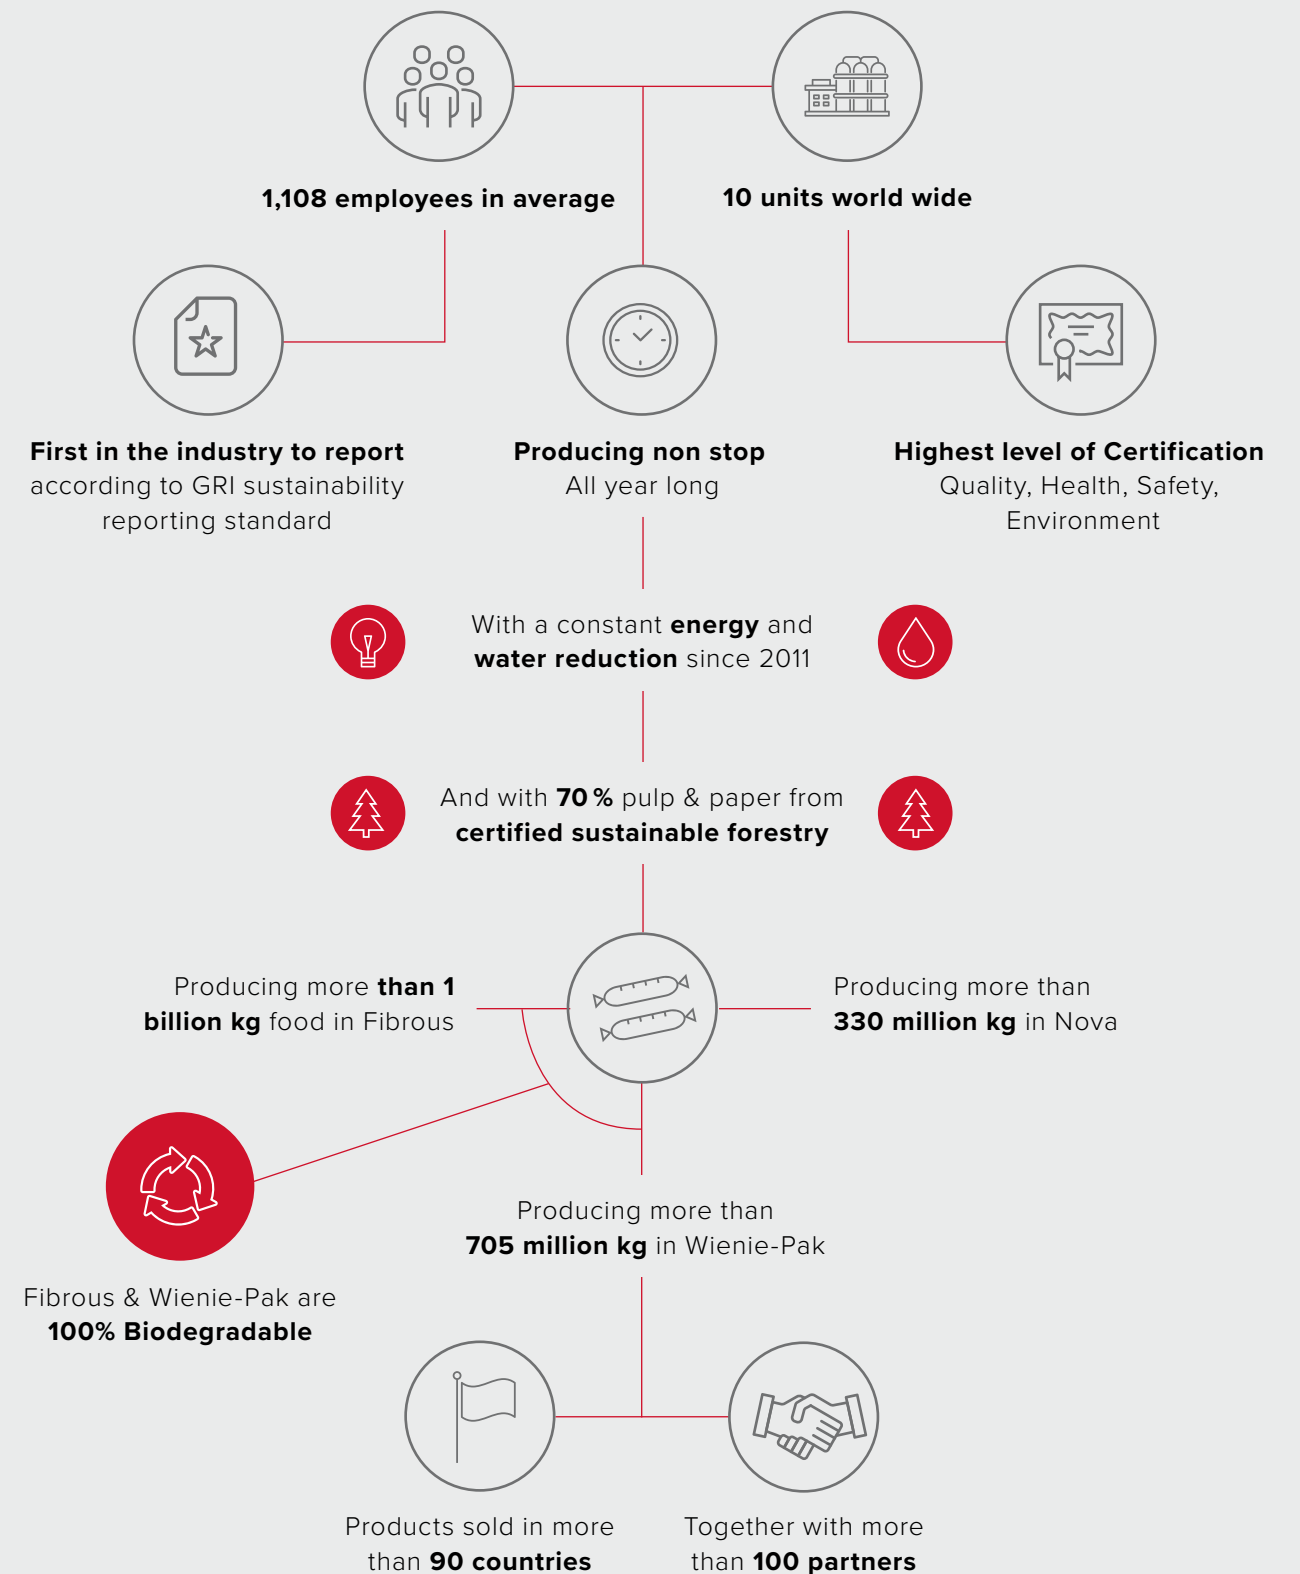 1,108 employees in average
10 units world wide
First in the industry to report
according to GRI sustainability
reporting standard
Producing non stop
All year long
Highest level of Certification
Quality, Health, Safety,
Environment
With a constant energy and
water reduction since 2011
And with 70 % pulp & paper from
certified sustainable forestry
Producing more than 1
billion kg food in Fibrous
Producing more than
330 million kg in Nova
Producing more than
705 million kg in Wienie-Pak
Fibrous & Wienie-Pak are
100% Biodegradable
Products sold in more
than 90 countries
Together with more
than 100 partners